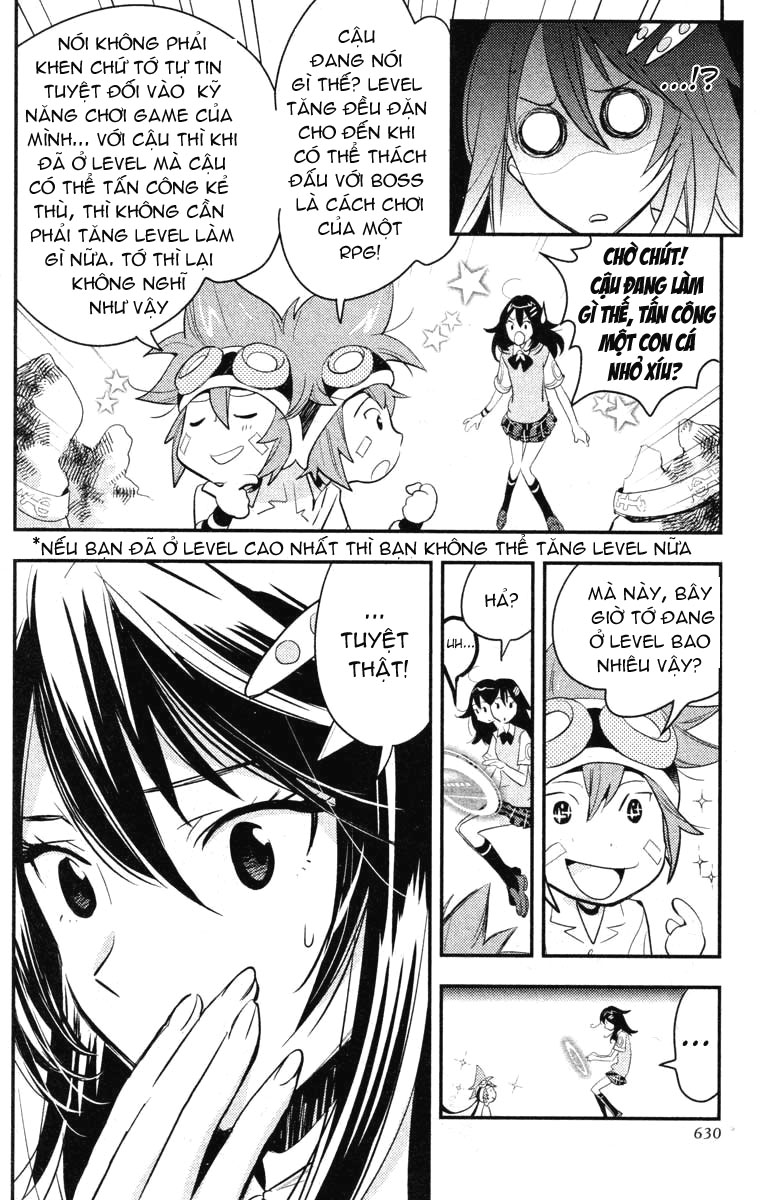 ...!?
CHỜ CHÚT!
CẬU ĐANG LÀM
GÌ THẾ, TẤN CÔNG
MỘT CON CÁ
NHỎ XÍU?
CẬU
ĐANG NÓI
GÌ THẾ? LEVEL
TĂNG ĐỀU ĐẶN
CHO ĐẾN KHI
CÓ THỂ THÁCH
ĐẤU VỚI BOSS
LÀ CÁCH CHƠI
CỦA MỘT
RPG!
NÓI KHÔNG PHẢI
KHEN CHỨ TỚ TỰ TIN
TUYỆT ĐỐI VÀO KỸ
NĂNG CHƠI GAME CỦA
MÌNH... VỚI CẬU THÌ KHI
ĐÃ Ở LEVEL MÀ CẬU
CÓ THỂ TẤN CÔNG KẺ
THÙ, THÌ KHÔNG CẦN
PHẢI TĂNG LEVEL LÀM
GÌ NỮA. TỚ THÌ LẠI
KHÔNG NGHĨ
NHƯ VẬY
*NẾU BẠN ĐÃ Ở LEVEL CAO NHẤT THÌ BẠN KHÔNG THỂ TĂNG LEVEL NỮA
MÀ NÀY, BÂY
GIỜ TỚ ĐANG
Ở LEVEL BAO
NHIÊU VẬY?
HẢ?
UH...
...
...
TUYỆT
THẬT!
630